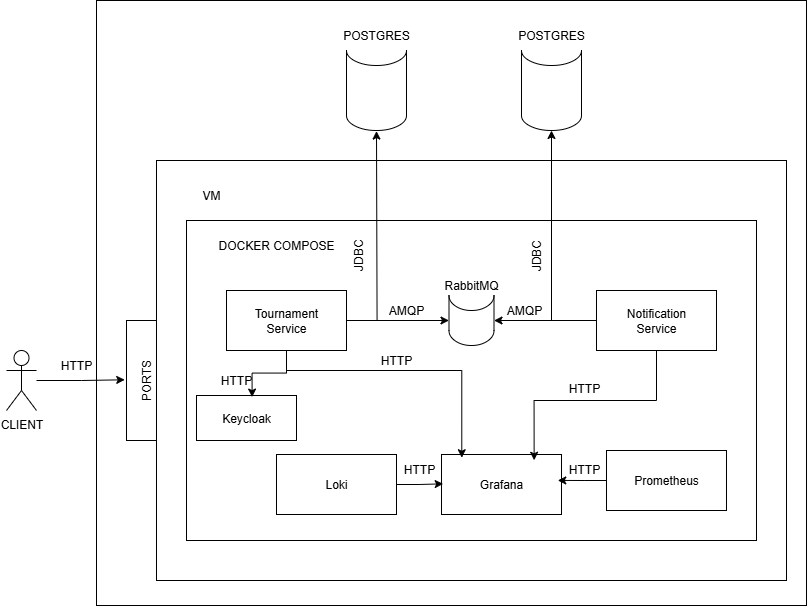 POSTGRES
POSTGRES
VM
DOCKER COMPOSE
JDBC
JDBC
RabbitMQ
Tournament
Service
AMQP
AMQP
Notification
Service
HTTP
PORTS
CLIENT
HTTP
HTTP
HTTP
Keycloak
Loki
HTTP
Grafana
HTTP
Prometheus